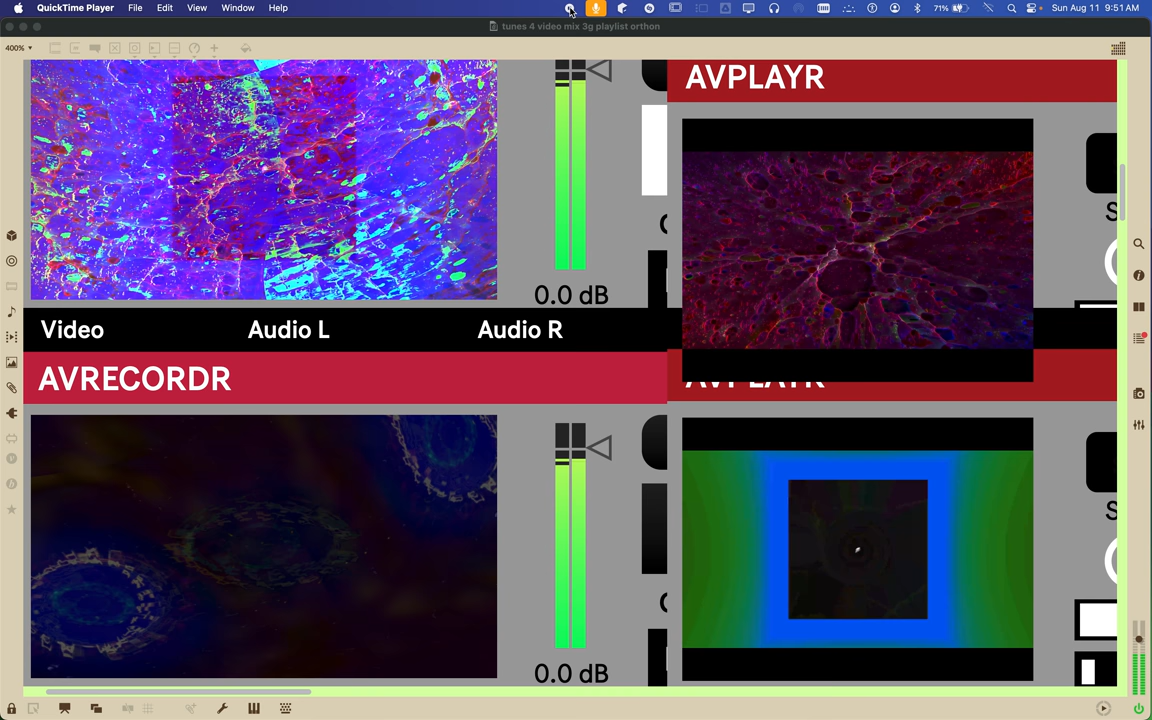 QuickTime Player File Edit View Window Help 71% Sun Aug 11 9:51 AM
tunes 4 video mix 3g playlist orthon
400%
AVPLAYR
0.0 dB
Video Audio L Audio R
AVRECORDR
0.0 dB